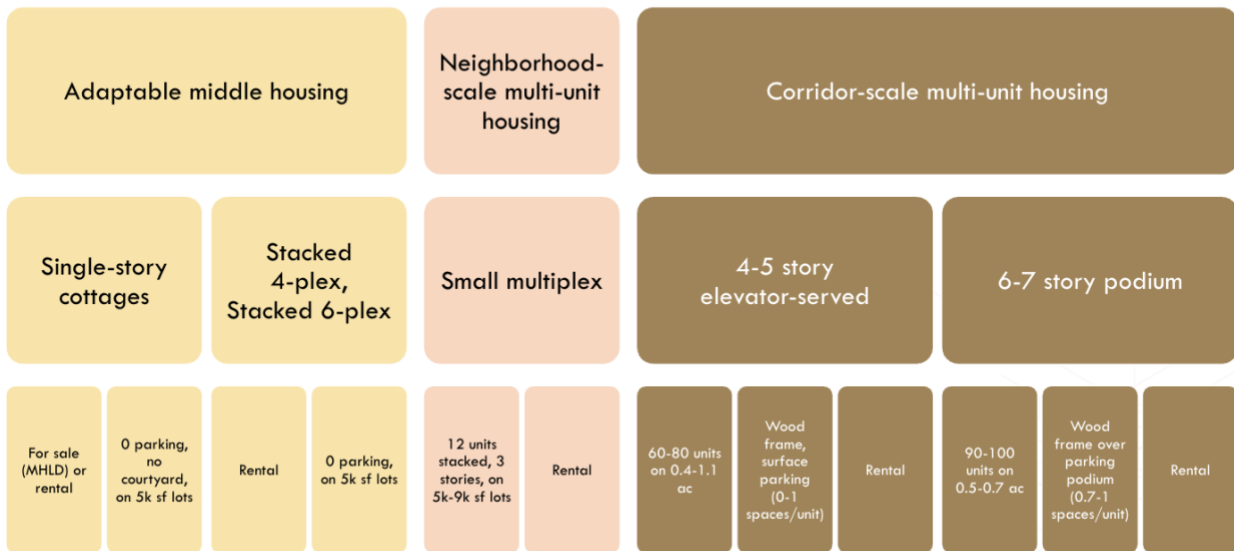 Adaptable middle housing
Neighborhood-
scale multi-unit
housing
Corridor-scale multi-unit housing
Single-story
cottages
Stacked
4-plex,
Stacked 6-plex
Small multiplex
4-5 story
elevator-served
6-7 story podium
For sale
(MHLD) or
rental
0 parking,
no
courtyard,
on 5k sf lots
Rental
0 parking,
on 5k sf lots
12 units
stacked, 3
stories, on
5k-9k sf lots
Rental
60-80 units
on 0.4-1.1
ac
Wood
frame,
surface
parking
(0-1
spaces/unit)
Rental
90-100
units on
0.5-0.7 ac
Wood
frame over
parking
podium
(0.7-1
spaces/unit)
Rental